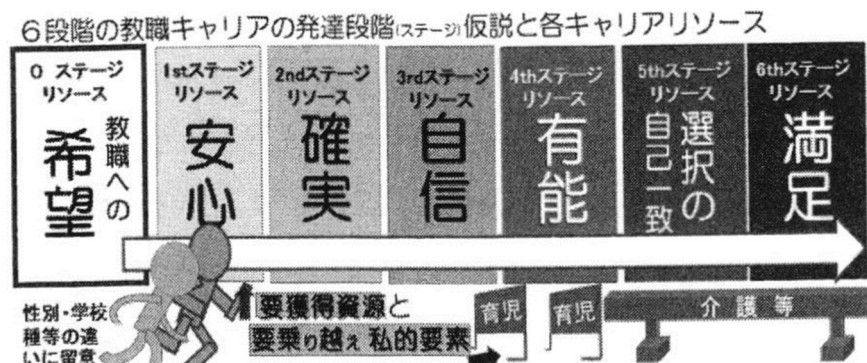 6段階の教職キャリアの発達段階(ステージ)仮説と各キャリアリソース
0 ステージ
リソース
教職への
希望
1stステージ
リソース
安心
2ndステージ
リソース
確実
3rdステージ
リソース
自信
4thステージ
リソース
有能
5thステージ
リソース
選択の
自己一致
6thステージ
リソース
満足
性別・学校
種等の違
いに留意
要獲得資源と
要乗り越え 私的要素
育児
育児
介護等